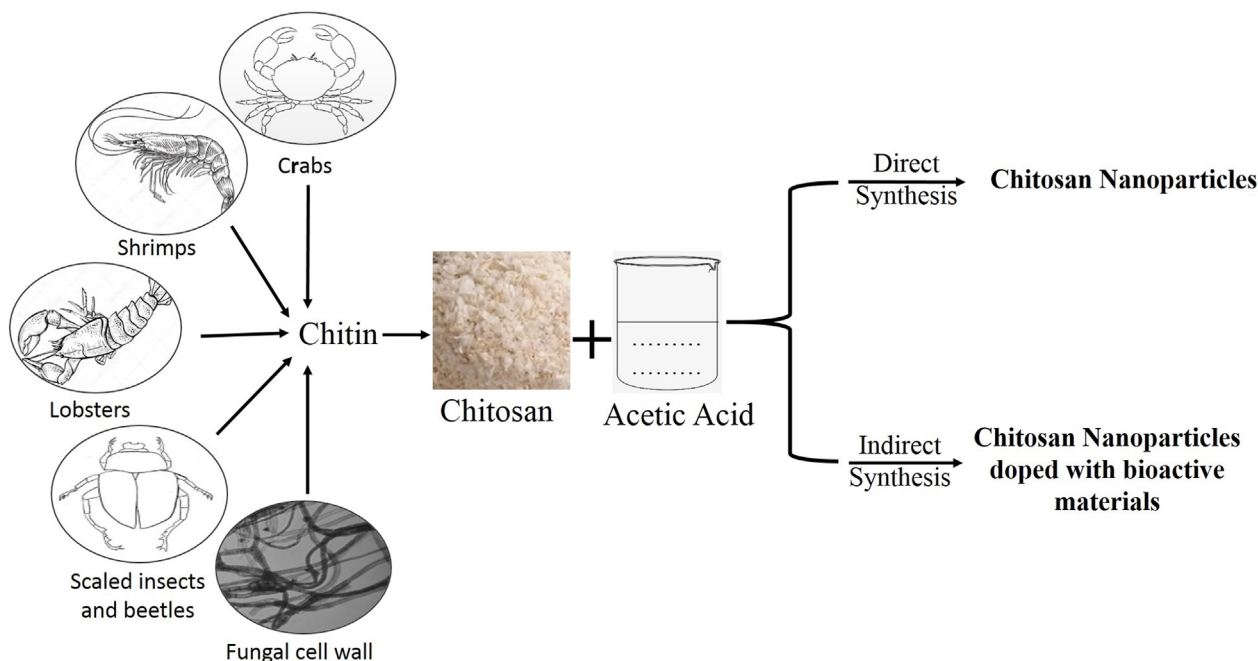 Crabs
Shrimps
Lobsters
Scaled insects
and beetles
Fungal cell wall
Chitin
Chitosan
+
Acetic Acid
Direct
Synthesis
Chitosan Nanoparticles
Indirect
Synthesis
Chitosan Nanoparticles
doped with bioactive
materials